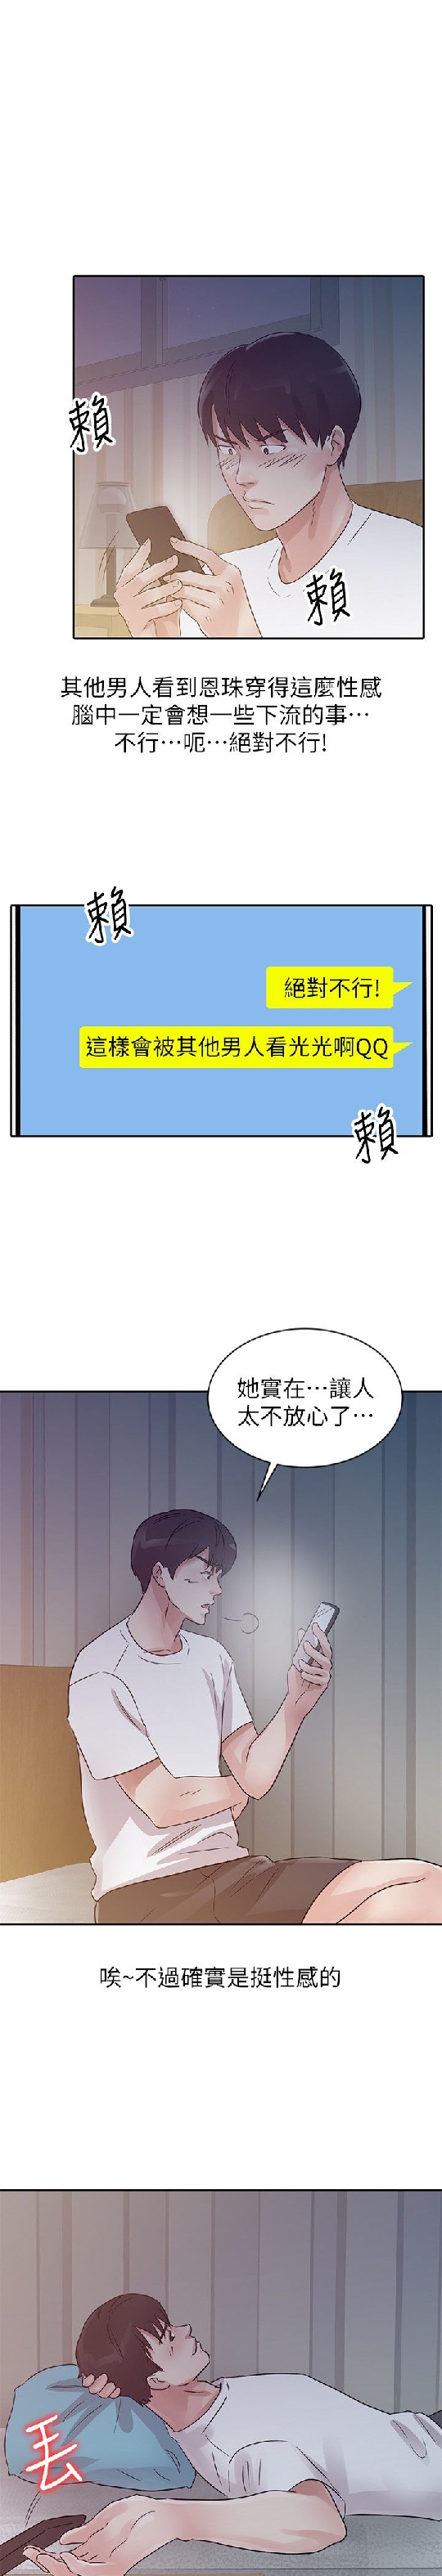 賴
賴
其他男人看到恩珠穿得這麼性感
腦中一定會想一些下流的事…
不行…呃…絕對不行!
賴
絕對不行!
這樣會被其他男人看光光啊QQ
賴
她實在…讓人
太不放心了…
唉~不過確實是挺性感的
丟